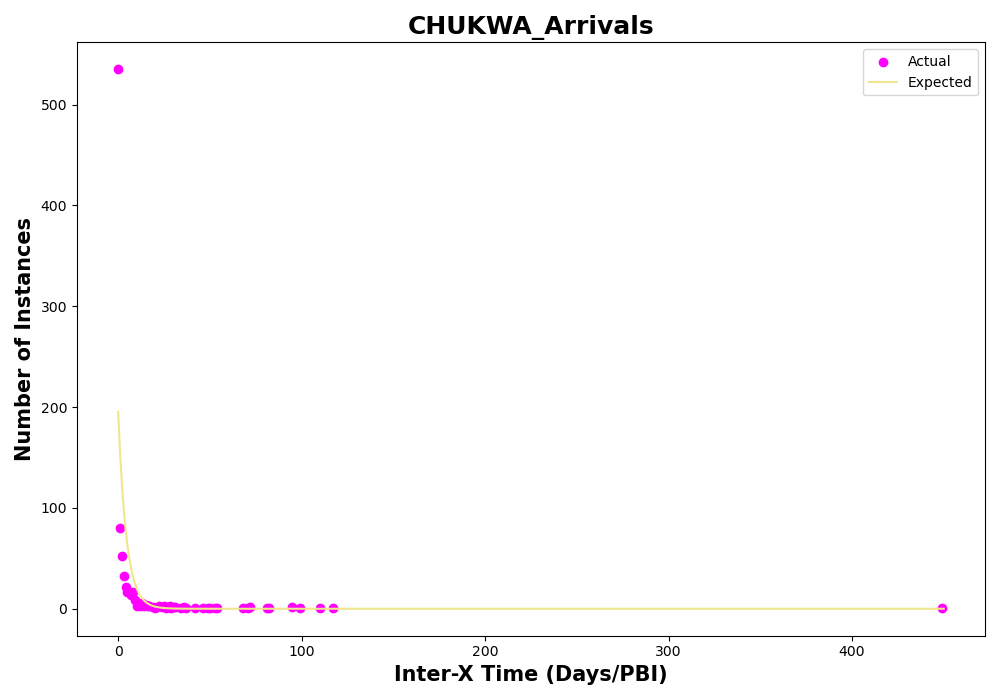 CHUKWA_Arrivals
Actual
Expected
Number of Instances
500
400
300
200
100
0
0
100
200
300
400
Inter-X Time (Days/PBI)